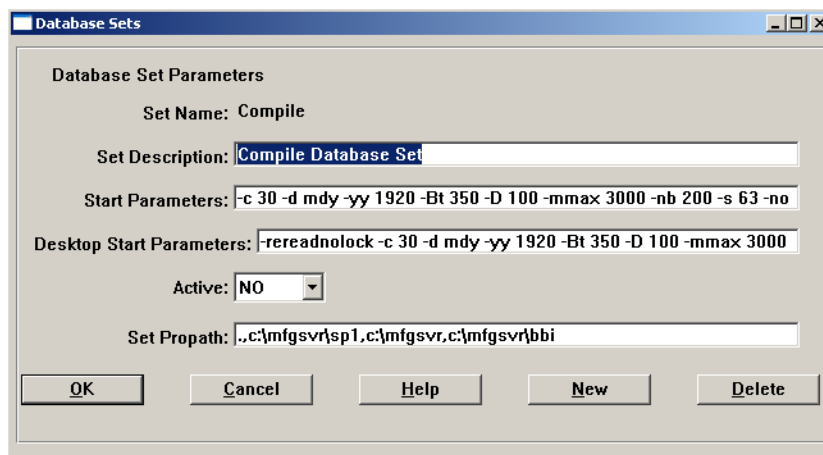 Database Sets
Database Set Parameters
Set Name: Compile
Set Description: Compile Database Set
Start Parameters: -c 30 -d mdy -yy 1920 -Bt 350 -D 100 -mmax 3000 -nb 200 -s 63 -no
Desktop Start Parameters: -rereadnolock -c 30 -d mdy -yy 1920 -Bt 350 -D 100 -mmax 3000
Active: NO
Set Propath: .,c:\mfgsvr\sp1,c:\mfgsvr,c:\mfgsvr\bbi
OK Cancel Help New Delete